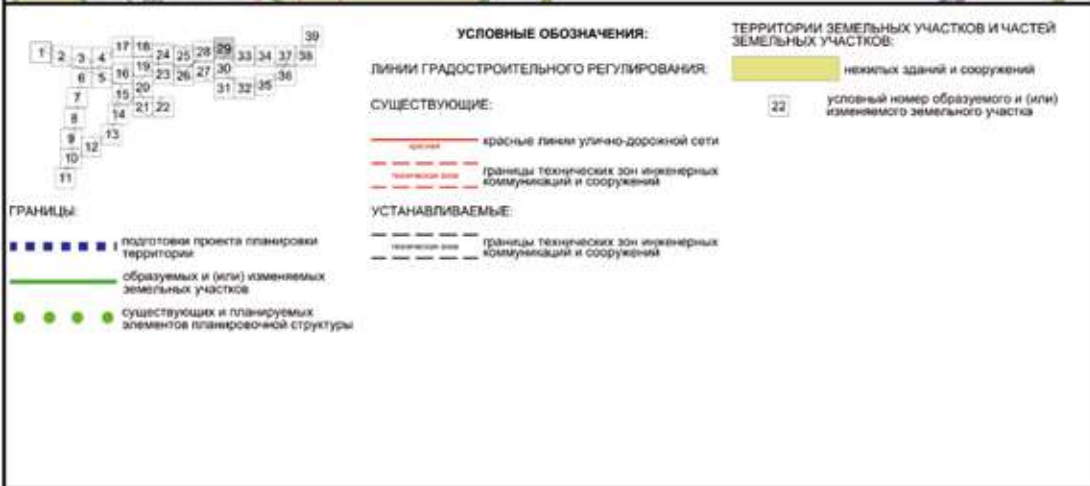 39
17 18 24 25 28 29 33 34 37 38
1 2 3 4
16 19 23 26 27 30 36
6 5
31 32 35
7 15 20
8 14 21 22
9 12 13
10
11
ГРАНИЦЫ:
подготовки проекта планировки
территории
образуемых и (или) изменяемых
земельных участков
существующих и планируемых
элементов планировочной структуры
УСЛОВНЫЕ ОБОЗНАЧЕНИЯ:
ЛИНИИ ГРАДОСТРОИТЕЛЬНОГО РЕГУЛИРОВАНИЯ:
СУЩЕСТВУЮЩИЕ:
красная
красные линии улично-дорожной сети
техническая зона
границы технических зон инженерных
коммуникаций и сооружений
УСТАНАВЛИВАЕМЫЕ:
техническая зона
границы технических зон инженерных
коммуникаций и сооружений
ТЕРРИТОРИИ ЗЕМЕЛЬНЫХ УЧАСТКОВ И ЧАСТЕЙ
ЗЕМЕЛЬНЫХ УЧАСТКОВ:
нежилых зданий и сооружений
22
условный номер образуемого и (или)
изменяемого земельного участка